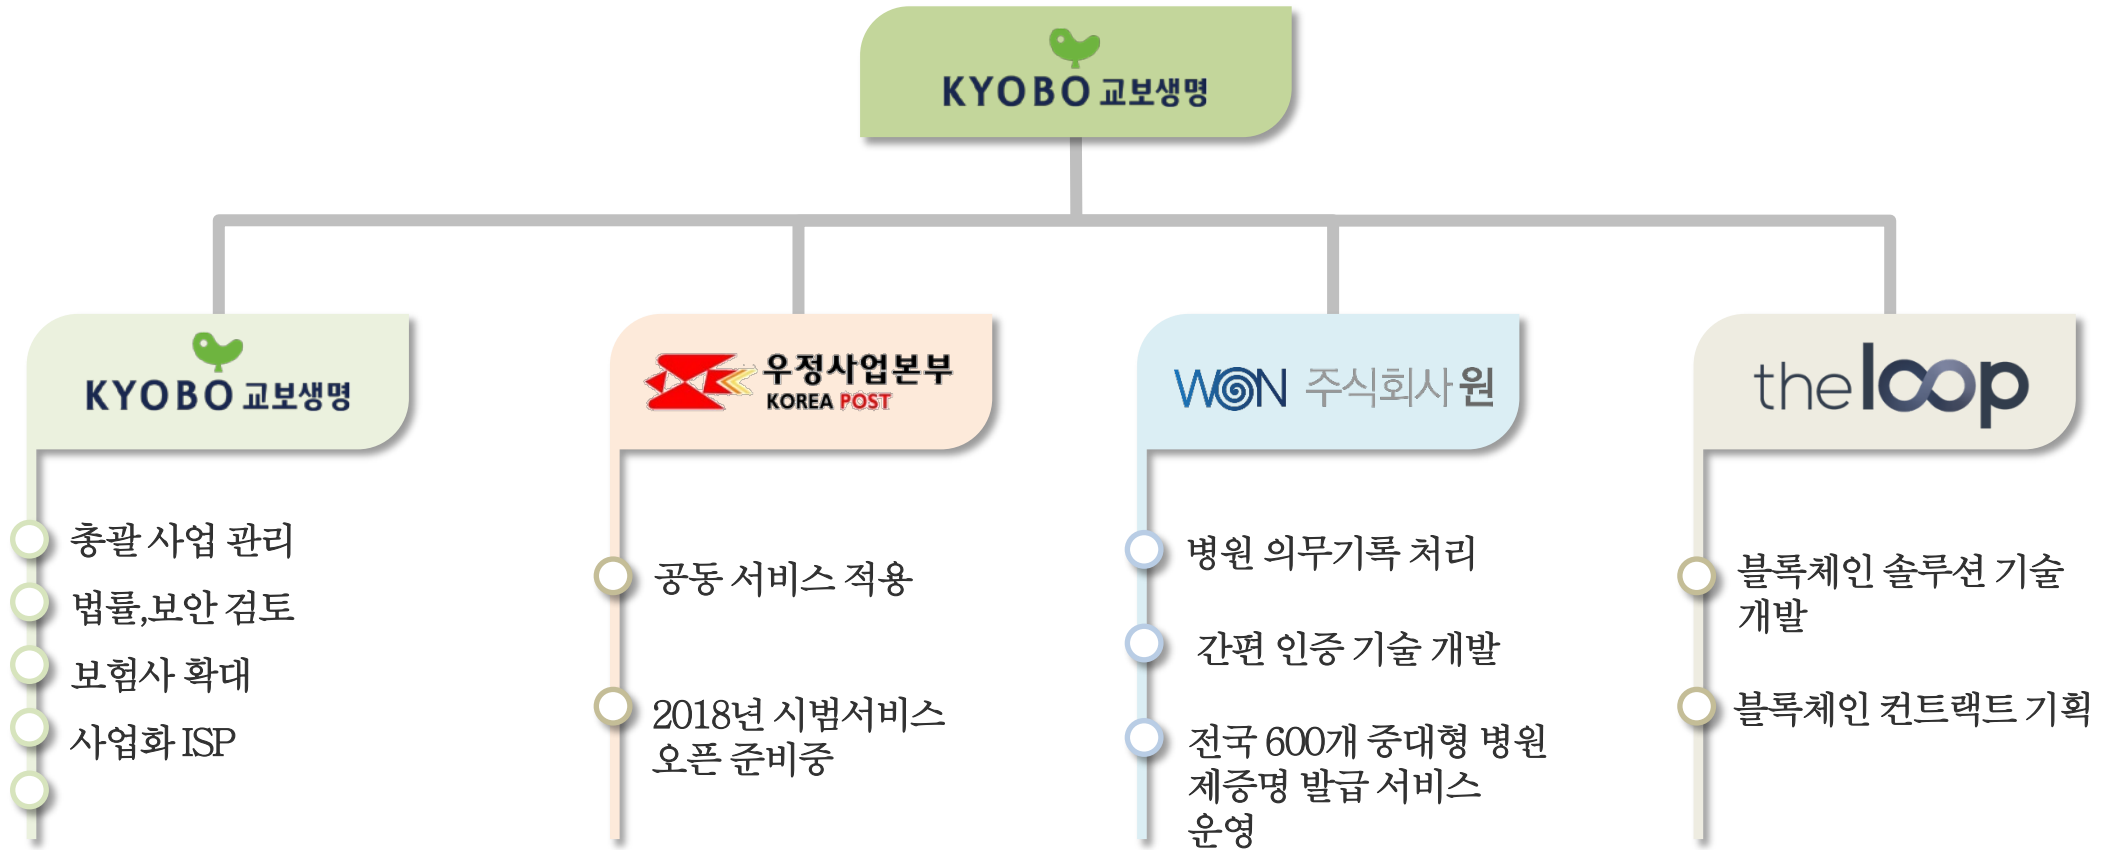 KYOBO 교보생명
KYOBO 교보생명
총괄 사업 관리
법률,보안 검토
보험사 확대
사업화 ISP
우정사업본부
KOREA POST
공동 서비스 적용
2018년 시범서비스
오픈 준비중
WON 주식회사 원
병원 의무기록 처리
간편 인증 기술 개발
전국 600개 중대형 병원
제증명 발급 서비스
운영
the loop
블록체인 솔루션 기술
개발
블록체인 컨트랙트 기획